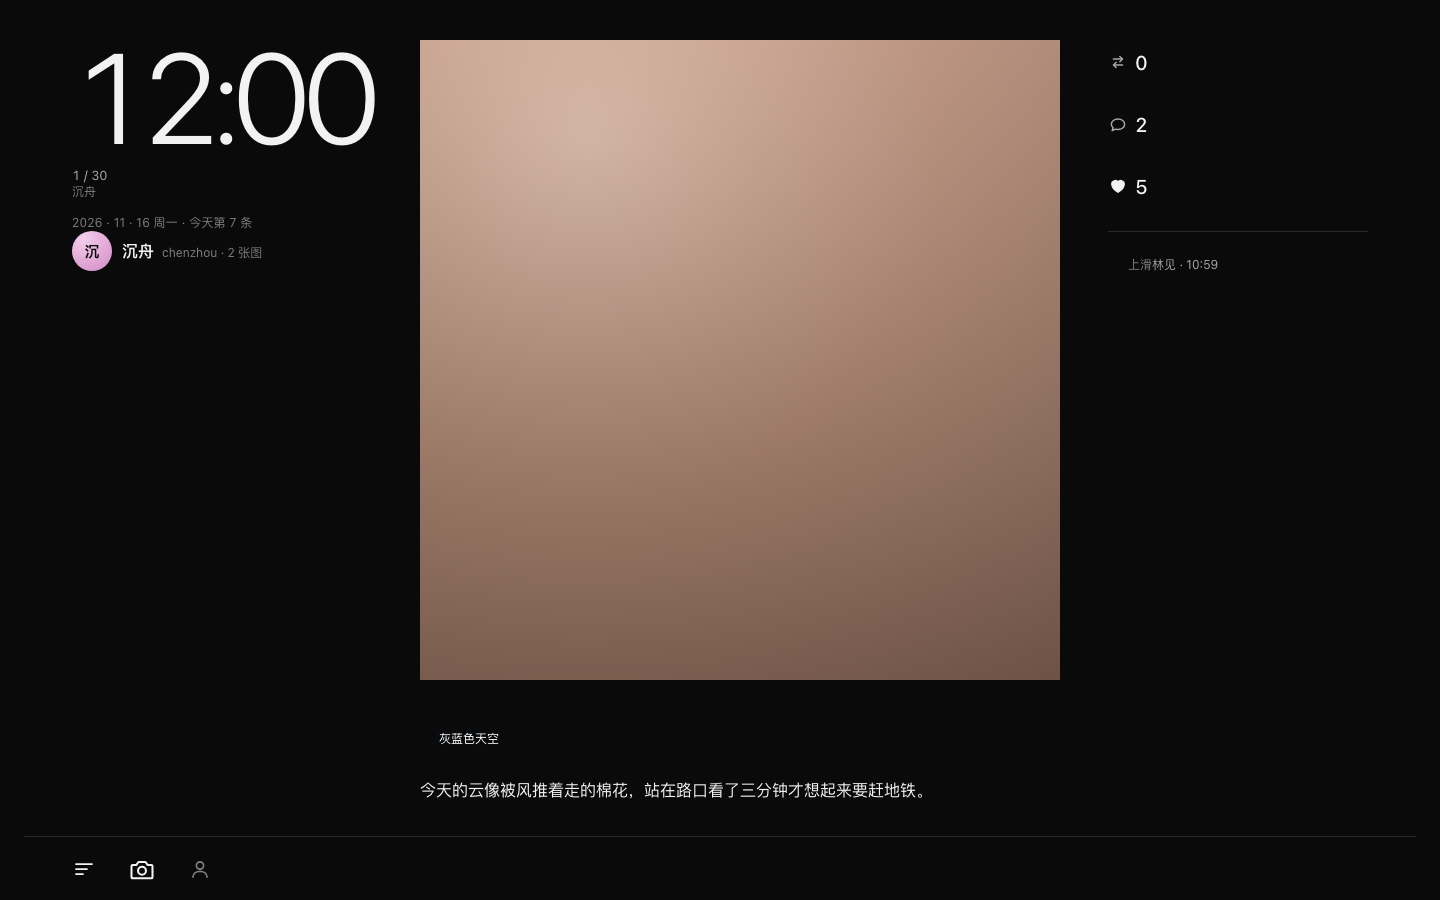 12:00
1 / 30
沉舟
2026 · 11 · 16 周一 · 今天第 7 条
沉
沉舟 chenzhou · 2 张图
0
2
5
上滑林见 · 10:59
灰蓝色天空
今天的云像被风推着走的棉花，站在路口看了三分钟才想起来要赶地铁。